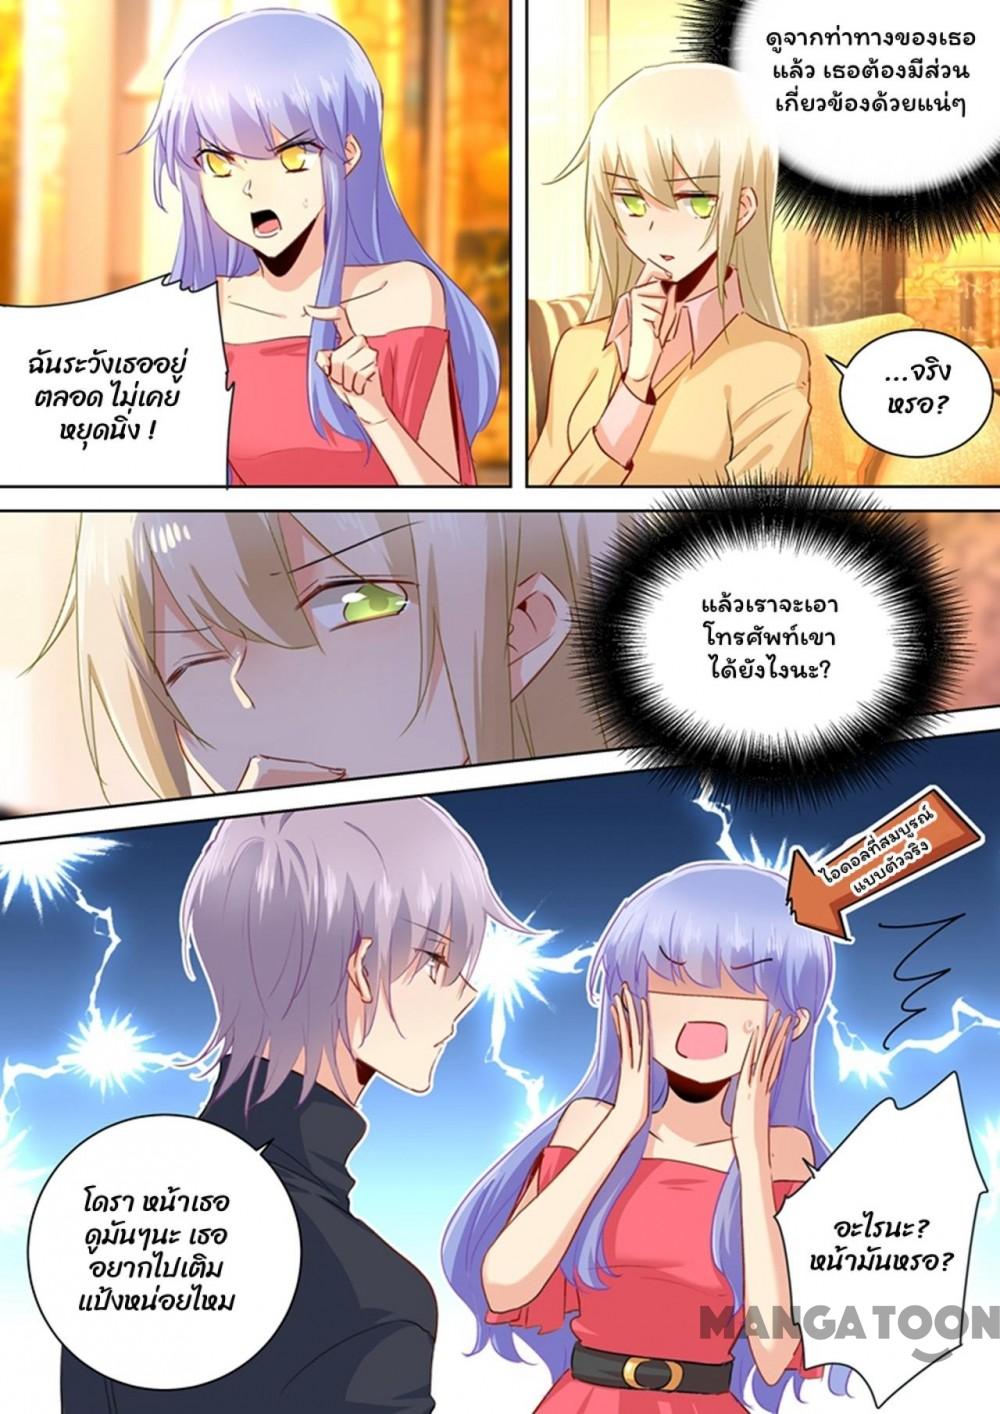 ดูจากท่าทางของเธอ
แล้ว เธอต้องมีส่วน
เกี่ยวข้องด้วยแน่ๆ
ฉันระวังเธออยู่
ตลอด ไม่เคย
หยุดนิ่ง !
...จริง
หรอ?
แล้วเราจะเอา
โทรศัพท์เขา
ได้ยังไงนะ?
ไอดอลที่สมบูรณ์
แบบตัวจริง
โดรา หน้าเธอ
ดูมันๆนะ เธอ
อยากไปเติม
แป้งหน่อยไหม
อะไรนะ?
หน้ามันหรอ?
MANGATOON